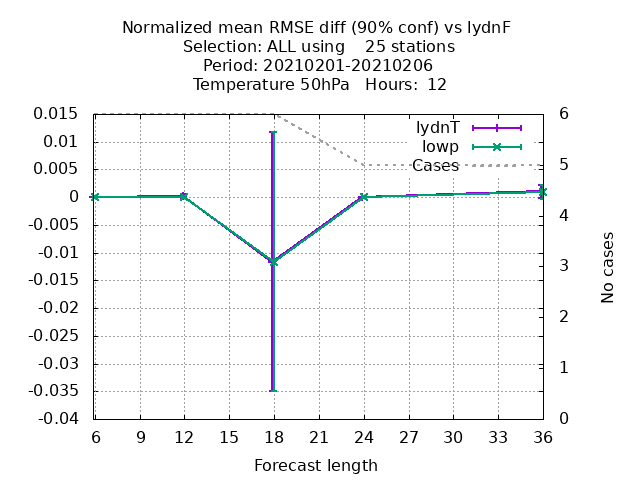 Normalized mean RMSE diff (90% conf) vs lydnF
Selection: ALL using    25 stations
Period: 20210201-20210206
Temperature 50hPa   Hours:  12
0.015
0.01
0.005
0
-0.005
-0.01
-0.015
-0.02
-0.025
-0.03
-0.035
-0.04
lydnT
lowp
Cases
6
5
4
3
2
1
0
No cases
6 9 12 15 18 21 24 27 30 33 36
Forecast length